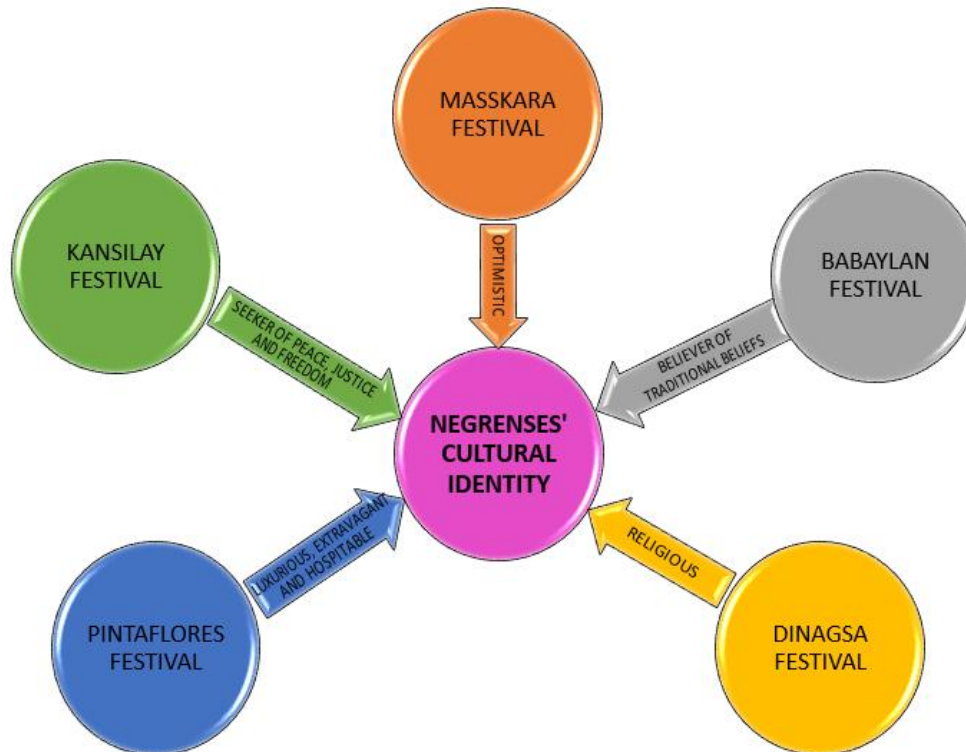 MASSKARA
FESTIVAL
OPTIMISTIC
KANSILAY
FESTIVAL
SEEKER OF PEACE, JUSTICE
AND FREEDOM
BABAYLAN
FESTIVAL
BELIEVER OF
TRADITIONAL BELIEFS
NEGRENSES'
CULTURAL
IDENTITY
PINTAFLORES
FESTIVAL
LUXURIOUS, EXTRAVAGANT
AND HOSPITABLE
RELIGIOUS
DINAGSA
FESTIVAL